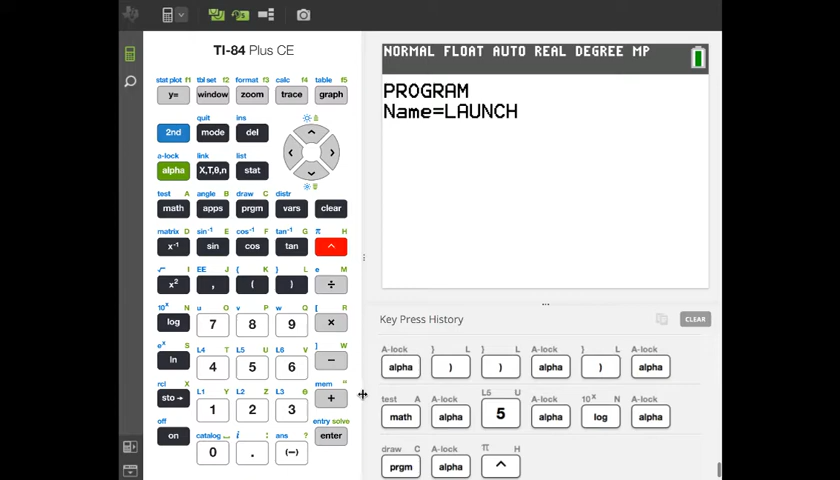 TI-84 Plus CE
NORMAL FLOAT AUTO REAL DEGREE MP
PROGRAM
Name=LAUNCH
stat plot f1 tbl set f2 format f3 calc f4 table f5
y= window zoom trace graph
quit ins
2nd mode del
a-lock link list
alpha X,T,θ,n stat
test A angle B draw C distr
math apps prgm vars clear
matrix D sin⁻¹ E cos⁻¹ F tan⁻¹ G π H
x⁻¹ sin cos tan ^
√ I EE J { K } L e M
x² , ( ) ÷
10ˣ N u O v P w Q [ R
log 7 8 9 ×
eˣ S L4 T L5 U L6 V ] W
ln 4 5 6 −
rcl X L1 Y L2 Z L3 θ mem "
sto→ 1 2 3 +
off catalog ⎵ i : ans ? entry solve
on 0 . (−) enter
Key Press History
CLEAR
A-lock } L } L A-lock } L A-lock
alpha ) ) alpha ) alpha
test A A-lock L5 U A-lock 10ˣ N A-lock
math alpha 5 alpha log alpha
draw C A-lock π H
prgm alpha ^